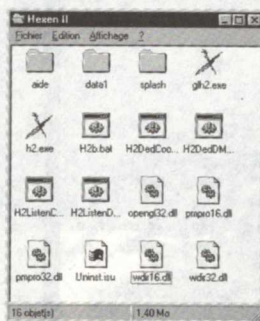 Hexen II
Fichier Edition Affichage ?
aide data1 splash glh2.exe
h2.exe H2b.bat H2DedCoo... H2DedDM...
H2ListenC... H2ListenD... opengl32.dll pmpro16.dll
pmpro32.dll Uninst.isu wdir16.dll wdir32.dll
16 objet(s) 1,40 Mo